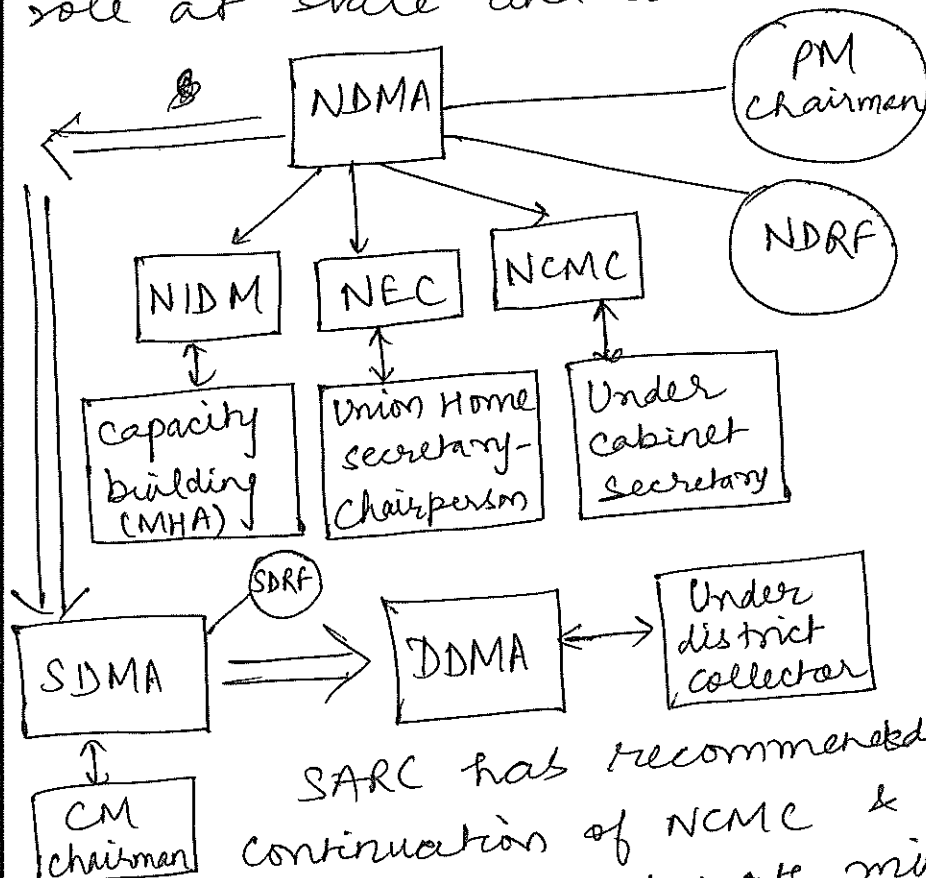 role at state and
NDMA
PM
chairman
NDRF
NIDM
NEC
NCMC
capacity
building
(MHA)
Union Home
secretary-
Chairperson
Under
cabinet
secretary
SDRF
SDMA
DDMA
Under
district
collector
CM
chairman
SARC has recommended
continuation of NCMC &